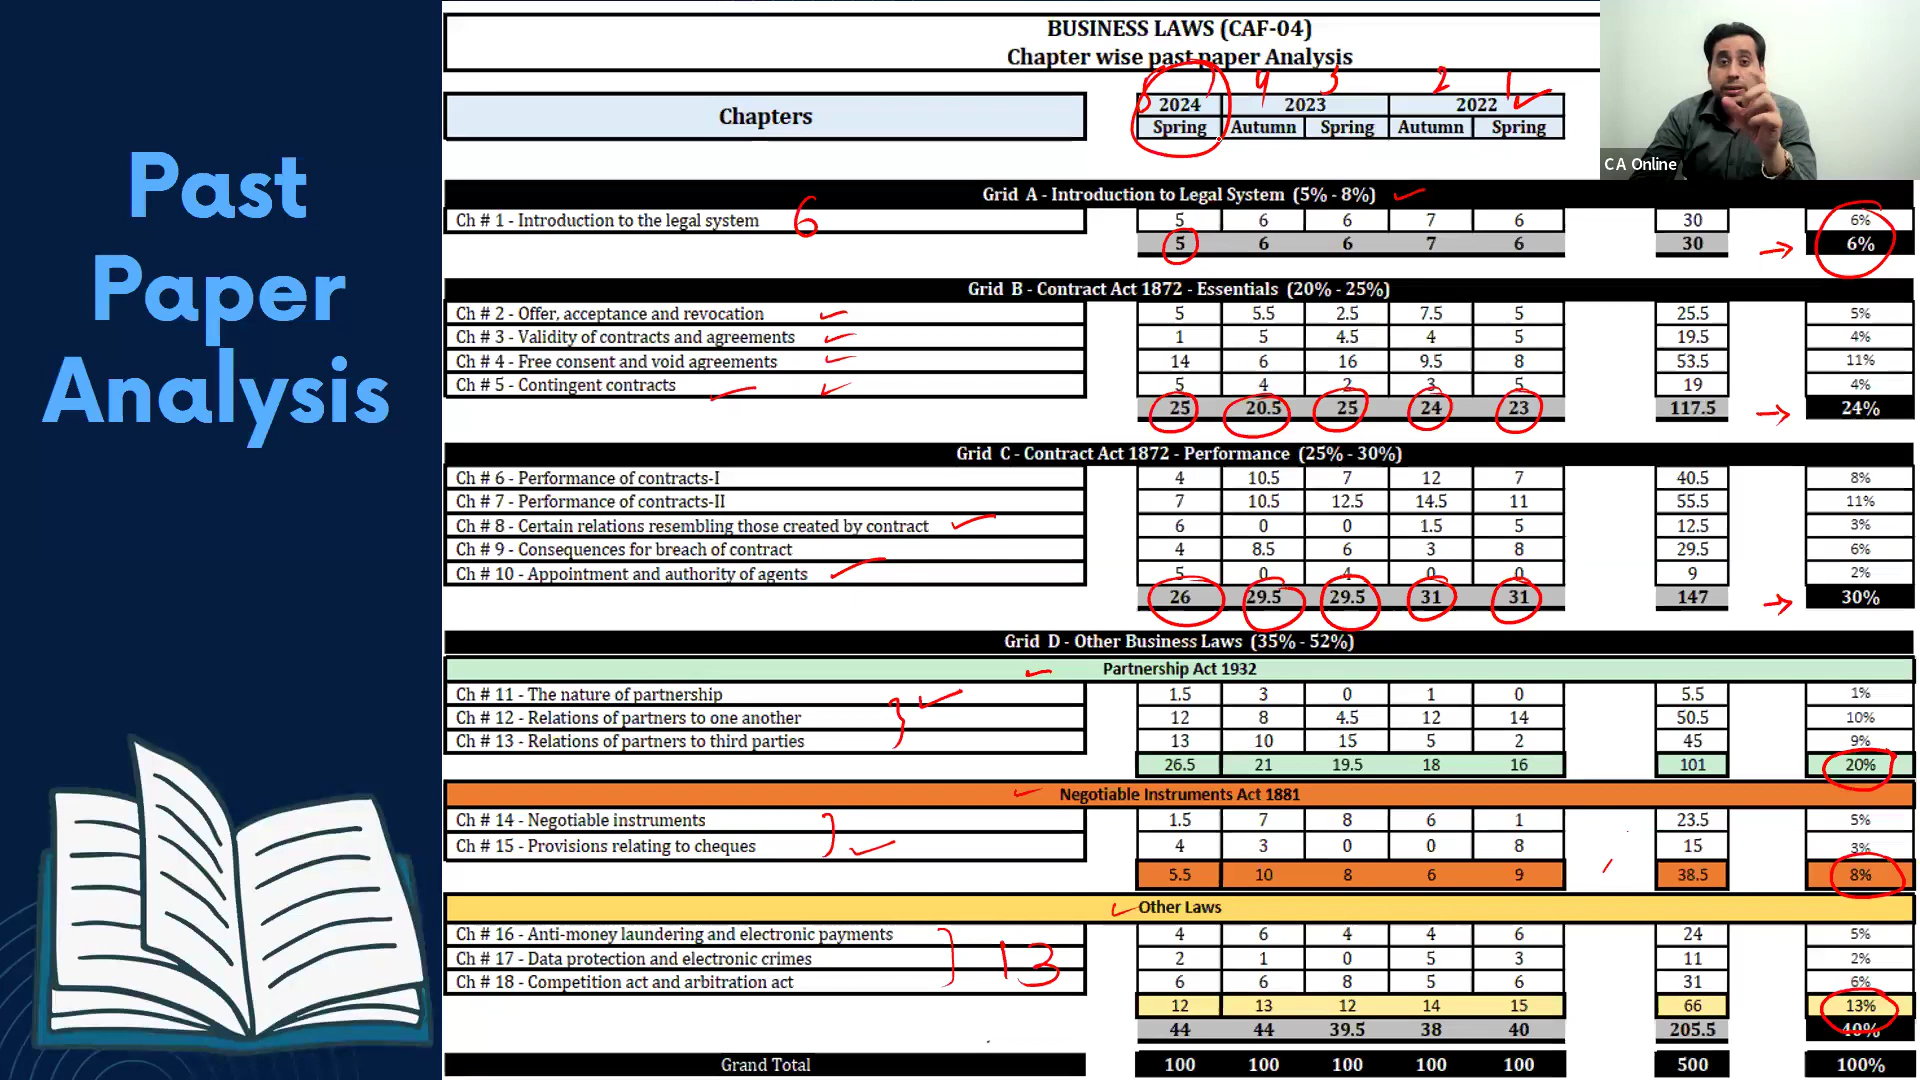 Past
Paper
Analysis
BUSINESS LAWS (CAF-04)
Chapter wise past paper Analysis
4 3 2 1
Chapters 2024 2023 2022
Spring Autumn Spring Autumn Spring
CA Online
Grid A - Introduction to Legal System (5% - 8%)
Ch # 1 - Introduction to the legal system 6 5 6 6 7 6 30 6%
5 6 6 7 6 30 6%
Grid B - Contract Act 1872 - Essentials (20% - 25%)
Ch # 2 - Offer, acceptance and revocation 5 5.5 2.5 7.5 5 25.5 5%
Ch # 3 - Validity of contracts and agreements 1 5 4.5 4 5 19.5 4%
Ch # 4 - Free consent and void agreements 14 6 16 9.5 8 53.5 11%
Ch # 5 - Contingent contracts 5 4 2 3 5 19 4%
25 20.5 25 24 23 117.5 24%
Grid C - Contract Act 1872 - Performance (25% - 30%)
Ch # 6 - Performance of contracts-I 4 10.5 7 12 7 40.5 8%
Ch # 7 - Performance of contracts-II 7 10.5 12.5 14.5 11 55.5 11%
Ch # 8 - Certain relations resembling those created by contract 6 0 0 1.5 5 12.5 3%
Ch # 9 - Consequences for breach of contract 4 8.5 6 3 8 29.5 6%
Ch # 10 - Appointment and authority of agents 5 0 4 0 0 9 2%
26 29.5 29.5 31 31 147 30%
Grid D - Other Business Laws (35% - 52%)
Partnership Act 1932
Ch # 11 - The nature of partnership 1.5 3 0 1 0 5.5 1%
Ch # 12 - Relations of partners to one another 12 8 4.5 12 14 50.5 10%
Ch # 13 - Relations of partners to third parties 13 10 15 5 2 45 9%
26.5 21 19.5 18 16 101 20%
Negotiable Instruments Act 1881
Ch # 14 - Negotiable instruments 1.5 7 8 6 1 23.5 5%
Ch # 15 - Provisions relating to cheques 4 3 0 0 8 15 3%
5.5 10 8 6 9 38.5 8%
Other Laws
Ch # 16 - Anti-money laundering and electronic payments 4 6 4 4 6 24 5%
Ch # 17 - Data protection and electronic crimes 13 2 1 0 5 3 11 2%
Ch # 18 - Competition act and arbitration act 6 6 8 5 6 31 6%
12 13 12 14 15 66 13%
44 44 39.5 38 40 205.5 40%
Grand Total 100 100 100 100 100 500 100%